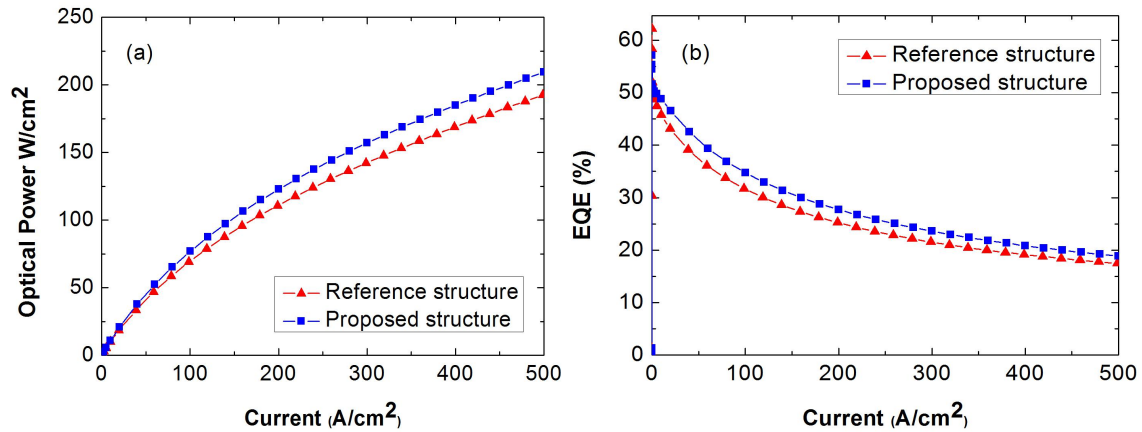 250
200
150
100
50
0
Optical Power W/cm2
(a)
Reference structure
Proposed structure
0 100 200 300 400 500
Current (A/cm2)
60
50
40
30
20
10
0
EQE (%)
(b)
Reference structure
Proposed structure
0 100 200 300 400 500
Current (A/cm2)